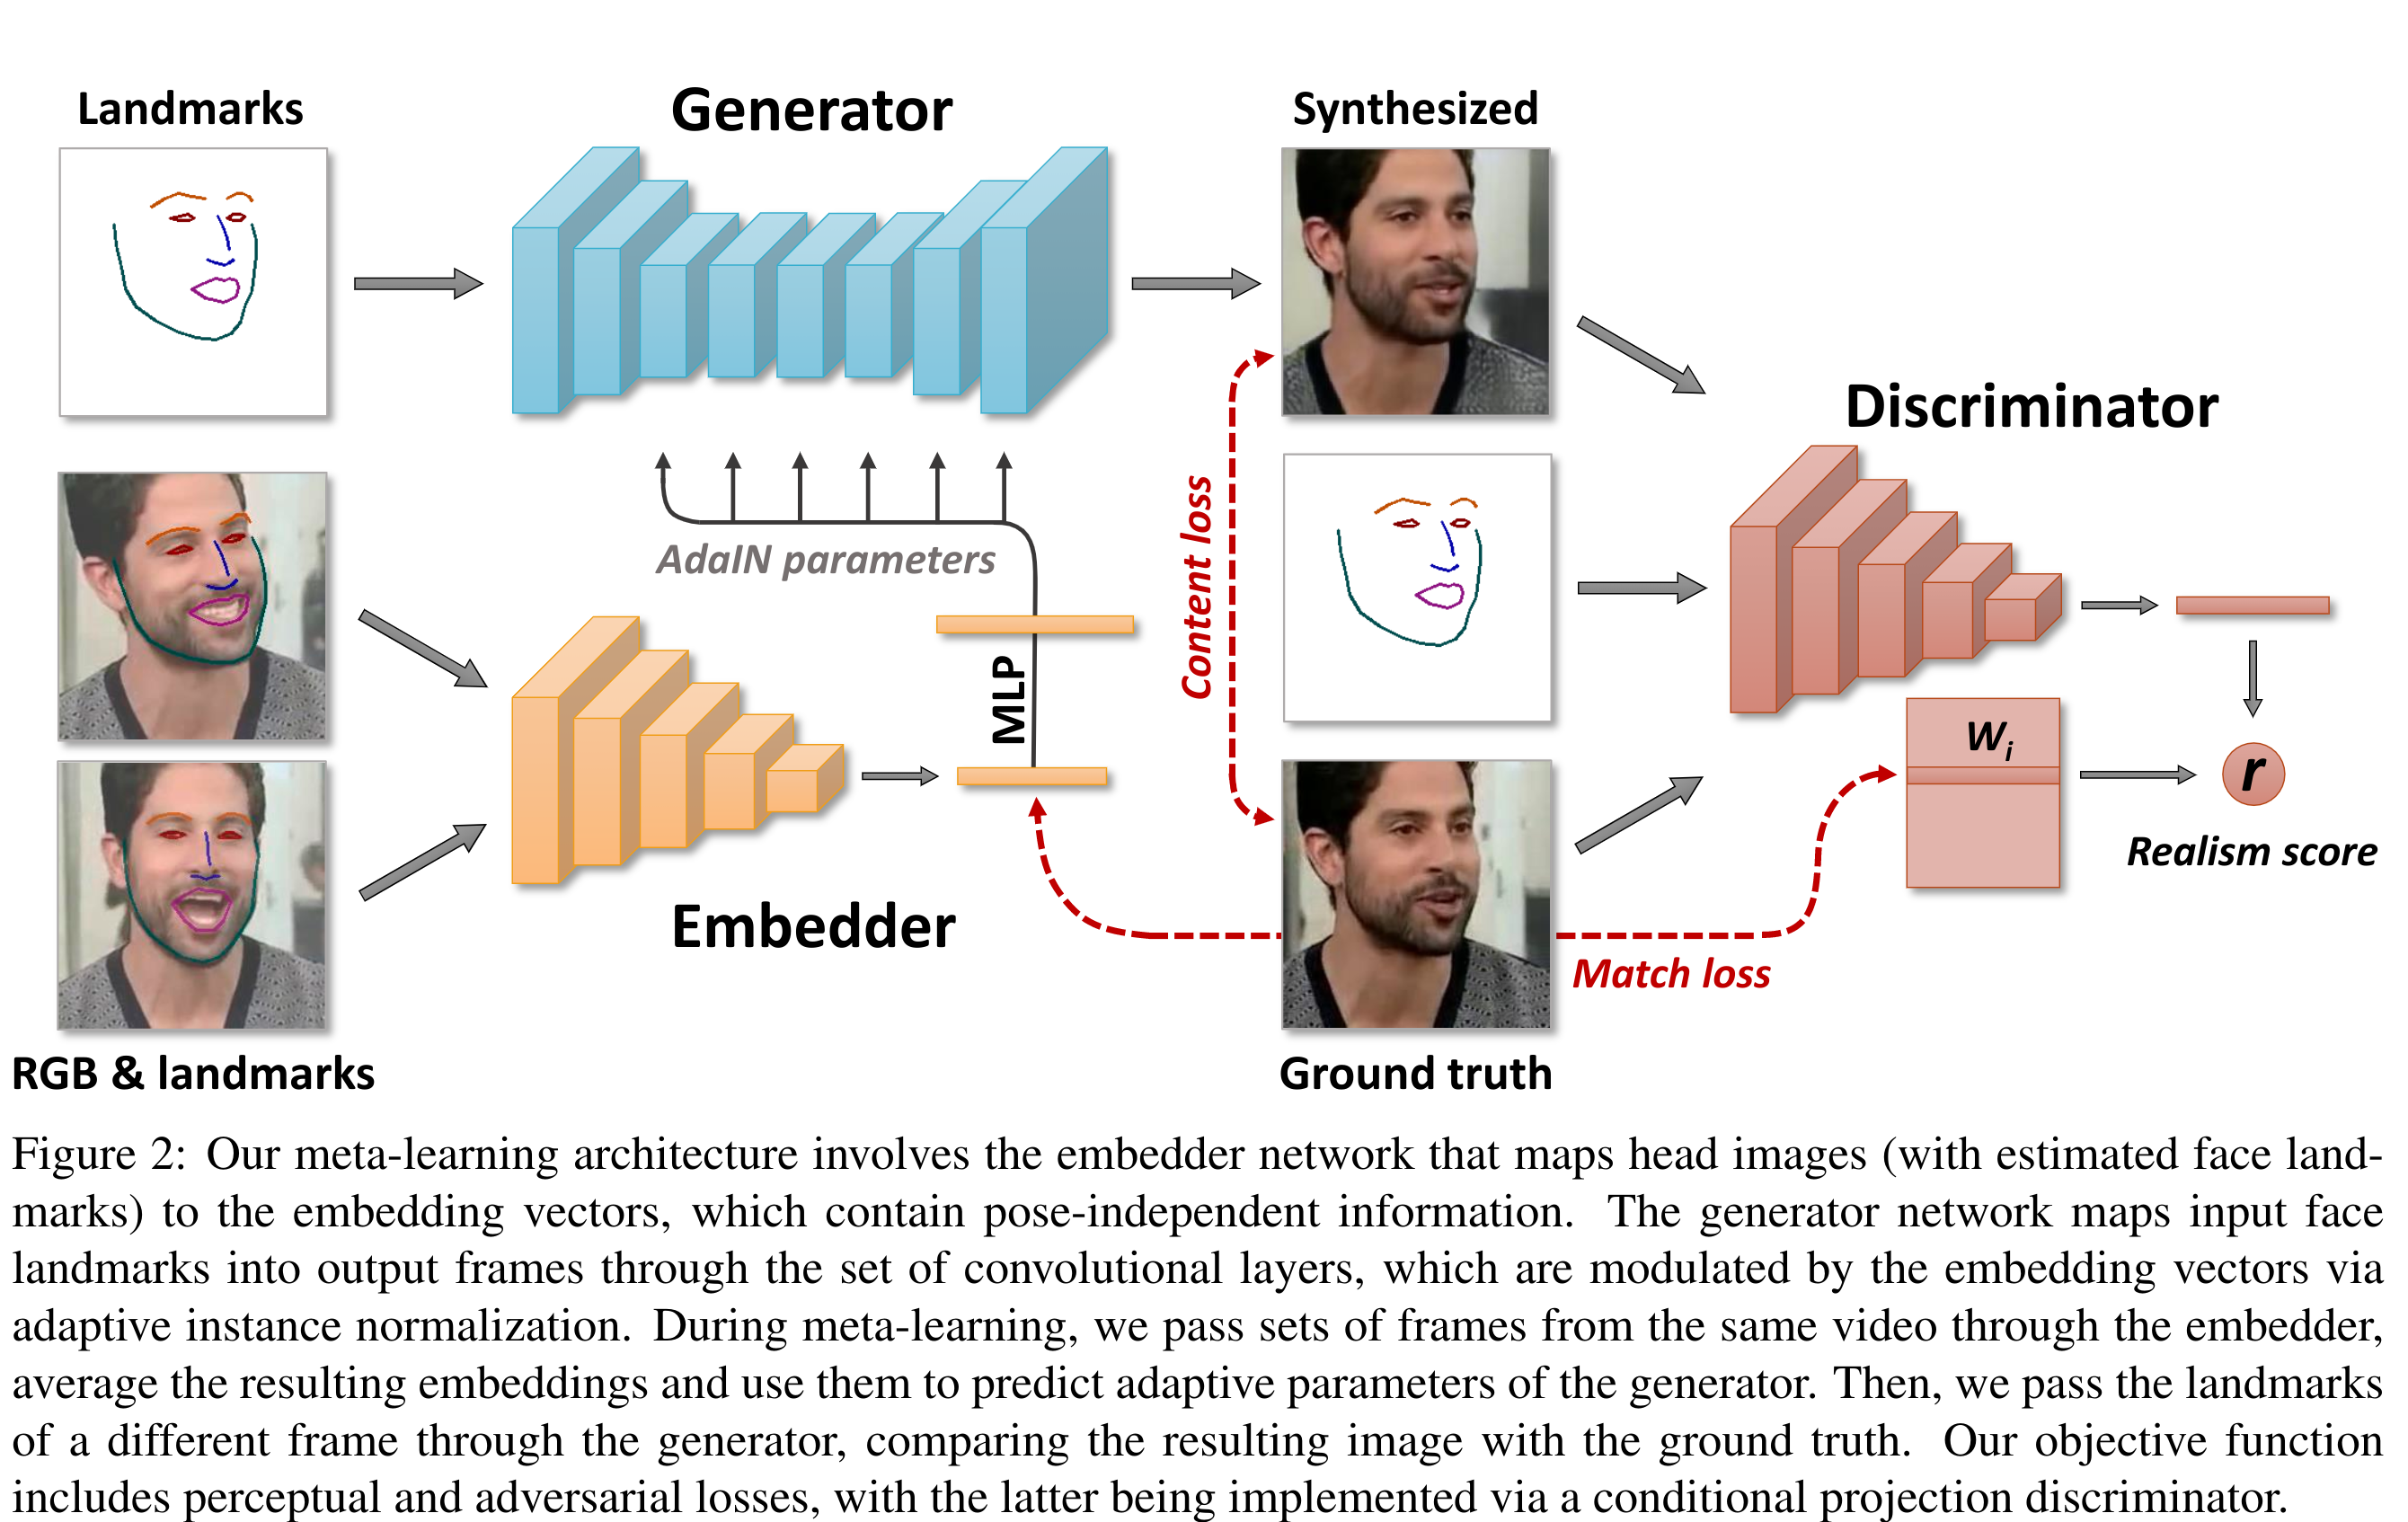 Landmarks
Generator
Synthesized
Discriminator
AdaIN parameters
Content loss
MLP
W_i
r
Realism score
Embedder
Match loss
RGB & landmarks
Ground truth
Figure 2: Our meta-learning architecture involves the embedder network that maps head images (with estimated face land-
marks) to the embedding vectors, which contain pose-independent information. The generator network maps input face
landmarks into output frames through the set of convolutional layers, which are modulated by the embedding vectors via
adaptive instance normalization. During meta-learning, we pass sets of frames from the same video through the embedder,
average the resulting embeddings and use them to predict adaptive parameters of the generator. Then, we pass the landmarks
of a different frame through the generator, comparing the resulting image with the ground truth. Our objective function
includes perceptual and adversarial losses, with the latter being implemented via a conditional projection discriminator.